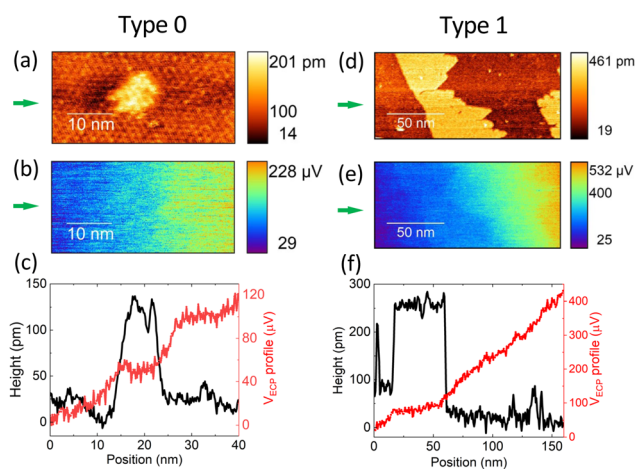 Type 0
Type 1
(a)
201 pm
100
14
10 nm
(d)
461 pm
19
50 nm
(b)
228 µV
29
10 nm
(e)
532 µV
400
25
50 nm
(c)
150
100
50
0
Height (pm)
0 10 20 30 40
Position (nm)
120
80
40
0
VECP profile (µV)
(f)
300
200
100
0
Height (pm)
0 50 100 150
Position (nm)
400
300
200
100
0
VECP profile (µV)